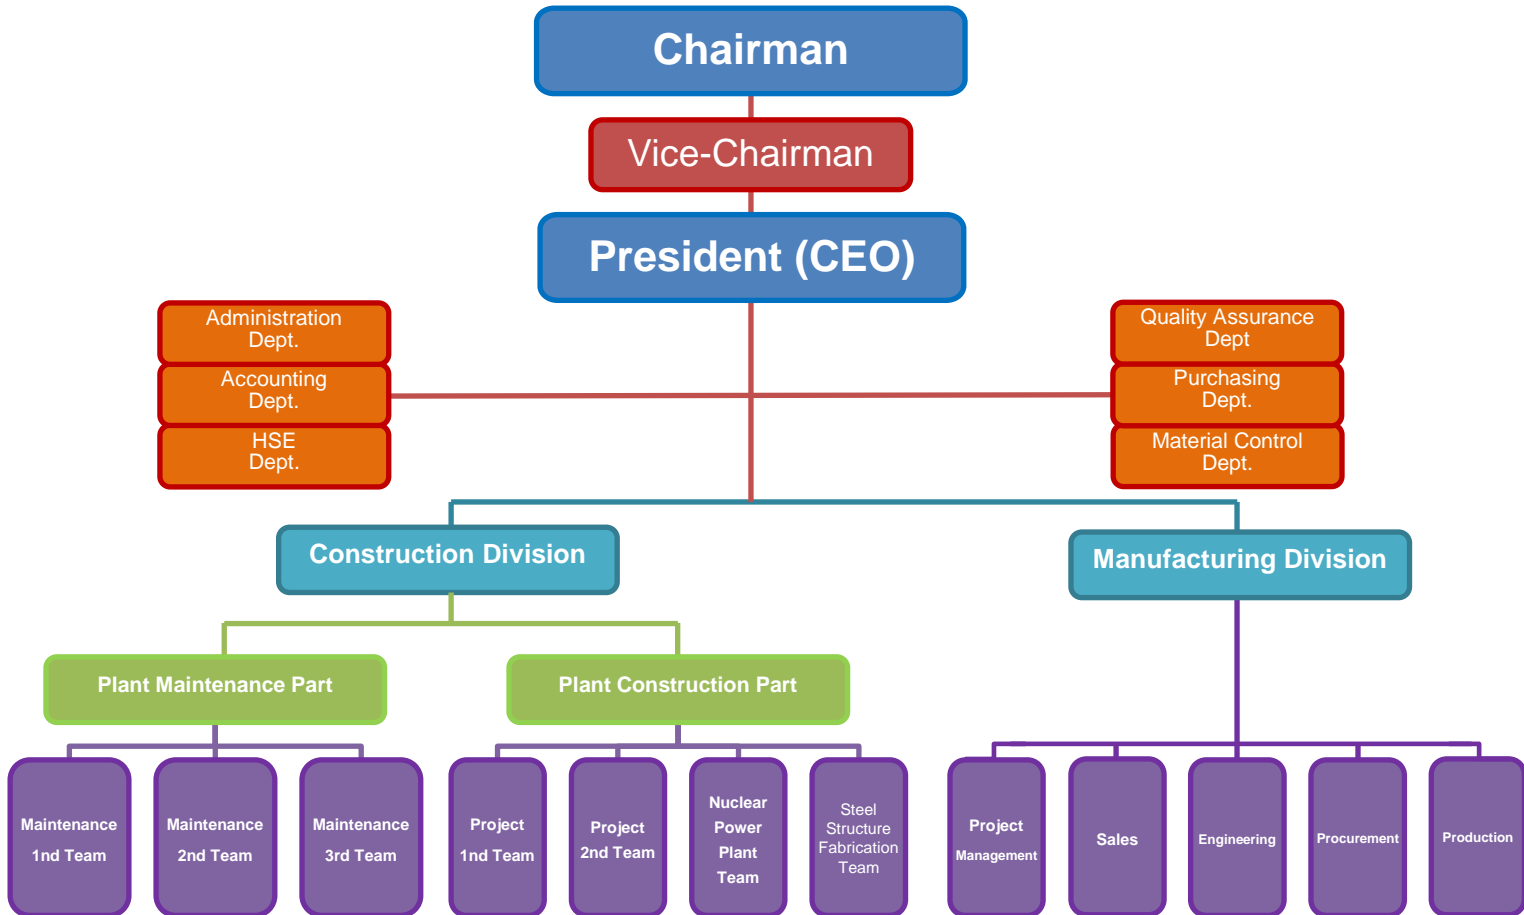 Chairman
Vice-Chairman
President (CEO)
Administration
Dept.
Accounting
Dept.
HSE
Dept.
Quality Assurance
Dept
Purchasing
Dept.
Material Control
Dept.
Construction Division
Manufacturing Division
Plant Maintenance Part
Plant Construction Part
Maintenance
1nd Team
Maintenance
2nd Team
Maintenance
3rd Team
Project
1nd Team
Project
2nd Team
Nuclear
Power
Plant
Team
Steel
Structure
Fabrication
Team
Project
Management
Sales
Engineering
Procurement
Production